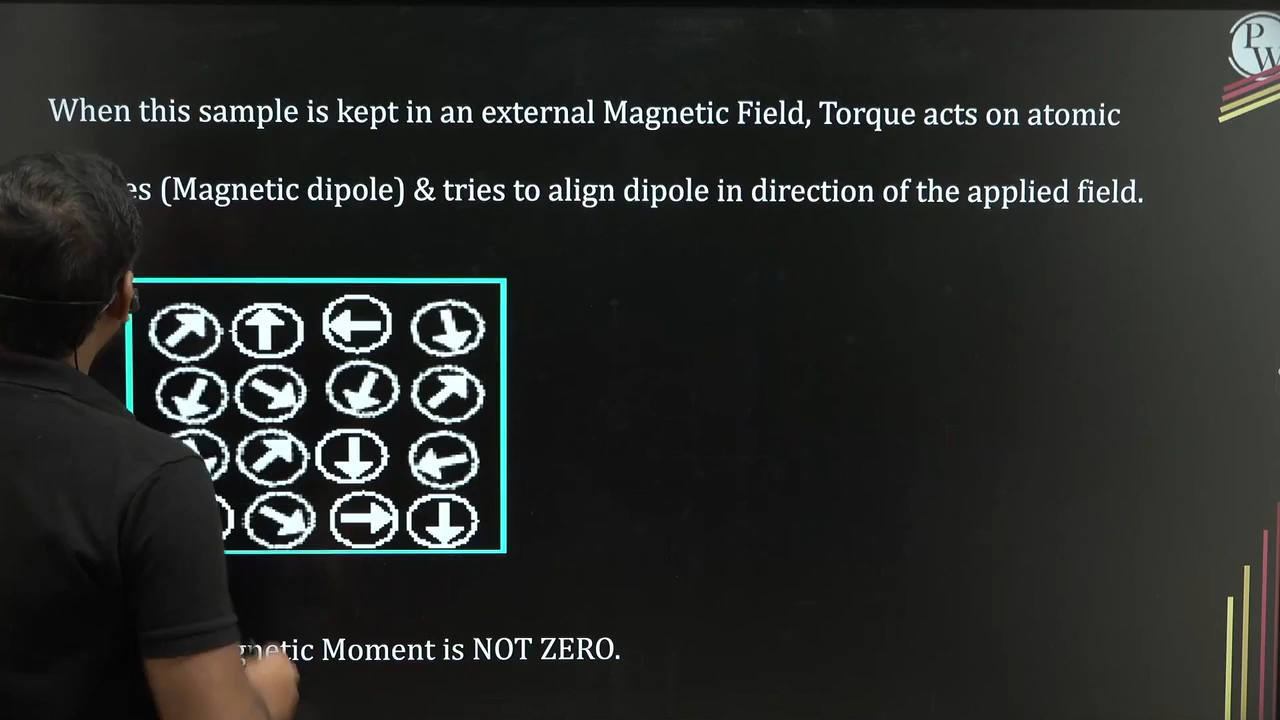 When this sample is kept in an external Magnetic Field, Torque acts on atomic
(Magnetic dipole) & tries to align dipole in direction of the applied field.
Moment is NOT ZERO.
PW